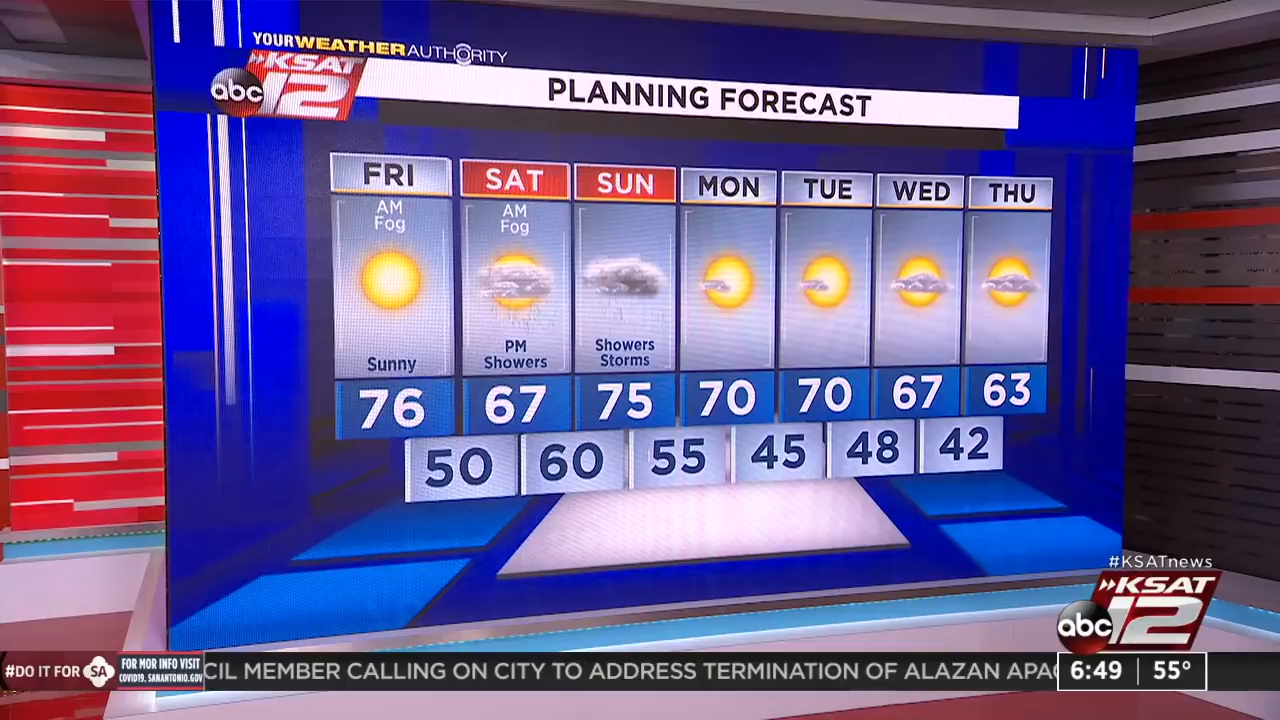 YOUR WEATHER AUTHORITY
abc KSAT 12
PLANNING FORECAST
FRI SAT SUN MON TUE WED THU
AM Fog
AM Fog
Sunny
PM Showers
Showers Storms
76 67 75 70 70 67 63
50 60 55 45 48 42
#KSATnews
abc KSAT 12
#DO IT FOR SA
FOR MOR INFO VISIT
COVID19.SANANTONIO.GOV
CIL MEMBER CALLING ON CITY TO ADDRESS TERMINATION OF ALAZAN APA
6:49 55°